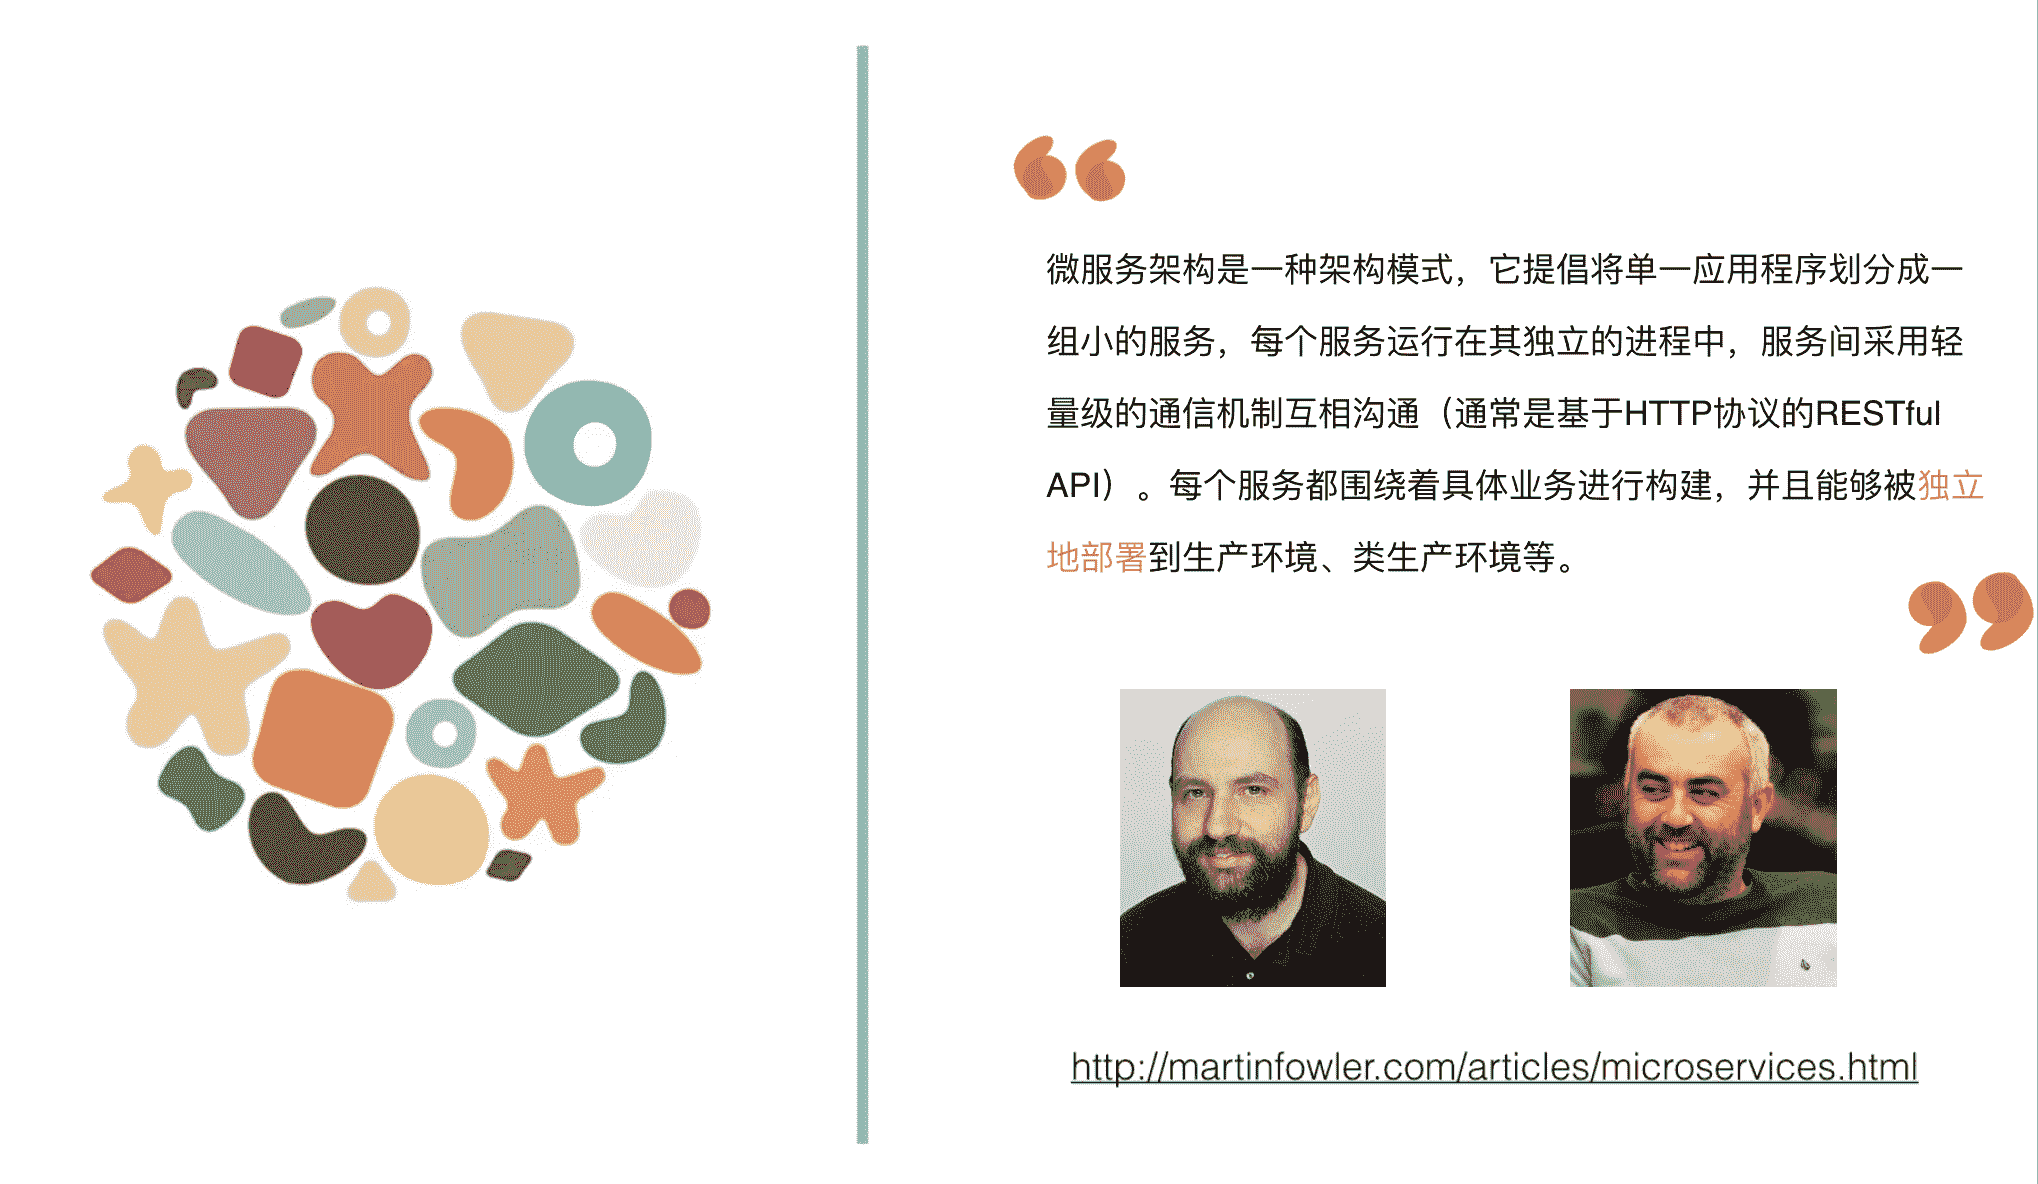 微服务架构是一种架构模式，它提倡将单一应用程序划分成一
组小的服务，每个服务运行在其独立的进程中，服务间采用轻
量级的通信机制互相沟通（通常是基于HTTP协议的RESTful
API）。每个服务都围绕着具体业务进行构建，并且能够被独立
地部署到生产环境、类生产环境等。
http://martinfowler.com/articles/microservices.html